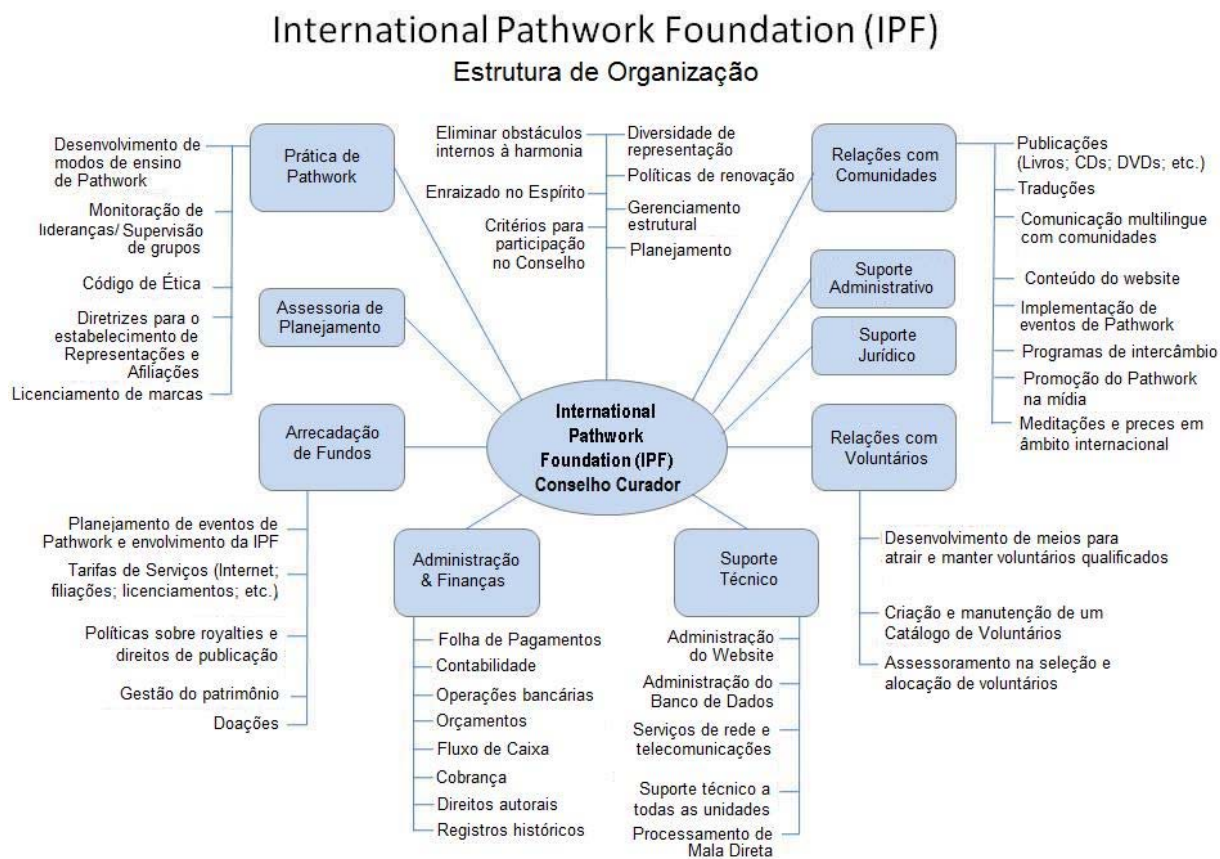 International Pathwork Foundation (IPF)
Estrutura de Organização
Desenvolvimento de
modos de ensino
de Pathwork
Monitoração de
lideranças/ Supervisão
de grupos
Código de Ética
Diretrizes para o
estabelecimento de
Representações e
Afiliações
Licenciamento de marcas
Prática de
Pathwork
Eliminar obstáculos
internos à harmonia
Enraizado no Espírito
Critérios para
participação
no Conselho
Diversidade de
representação
Políticas de renovação
Gerenciamento
estrutural
Planejamento
Relações com
Comunidades
Publicações
(Livros; CDs; DVDs; etc.)
Traduções
Comunicação multilingue
com comunidades
Conteúdo do website
Implementação de
eventos de Pathwork
Programas de intercâmbio
Promoção do Pathwork
na mídia
Meditações e preces em
âmbito internacional
Assessoria de
Planejamento
Suporte
Administrativo
Suporte
Jurídico
International
Pathwork
Foundation (IPF)
Conselho Curador
Arrecadação
de Fundos
Planejamento de eventos de
Pathwork e envolvimento da IPF
Tarifas de Serviços (Internet;
filiações; licenciamentos; etc.)
Políticas sobre royalties e
direitos de publicação
Gestão do patrimônio
Doações
Administração
& Finanças
Folha de Pagamentos
Contabilidade
Operações bancárias
Orçamentos
Fluxo de Caixa
Cobrança
Direitos autorais
Registros históricos
Suporte
Técnico
Administração
do Website
Administração do
Banco de Dados
Serviços de rede e
telecomunicações
Suporte técnico a
todas as unidades
Processamento de
Mala Direta
Relações com
Voluntários
Desenvolvimento de meios para
atrair e manter voluntários qualificados
Criação e manutenção de um
Catálogo de Voluntários
Assessoramento na seleção e
alocação de voluntários